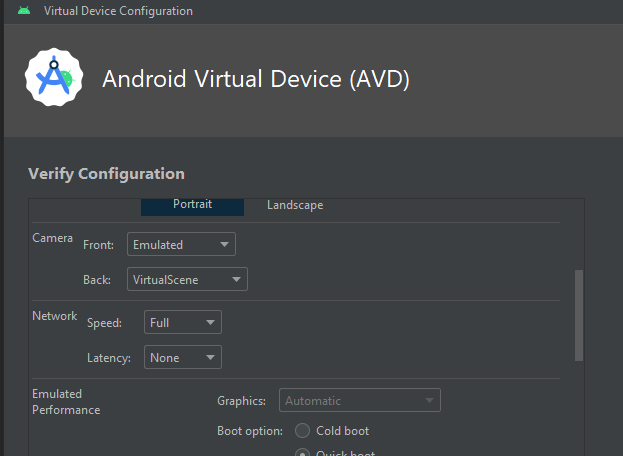 Virtual Device Configuration
Android Virtual Device (AVD)
Verify Configuration
Portrait Landscape
Camera Front: Emulated
Back: VirtualScene
Network Speed: Full
Latency: None
Emulated
Performance
Graphics: Automatic
Boot option: Cold boot
Quick boot